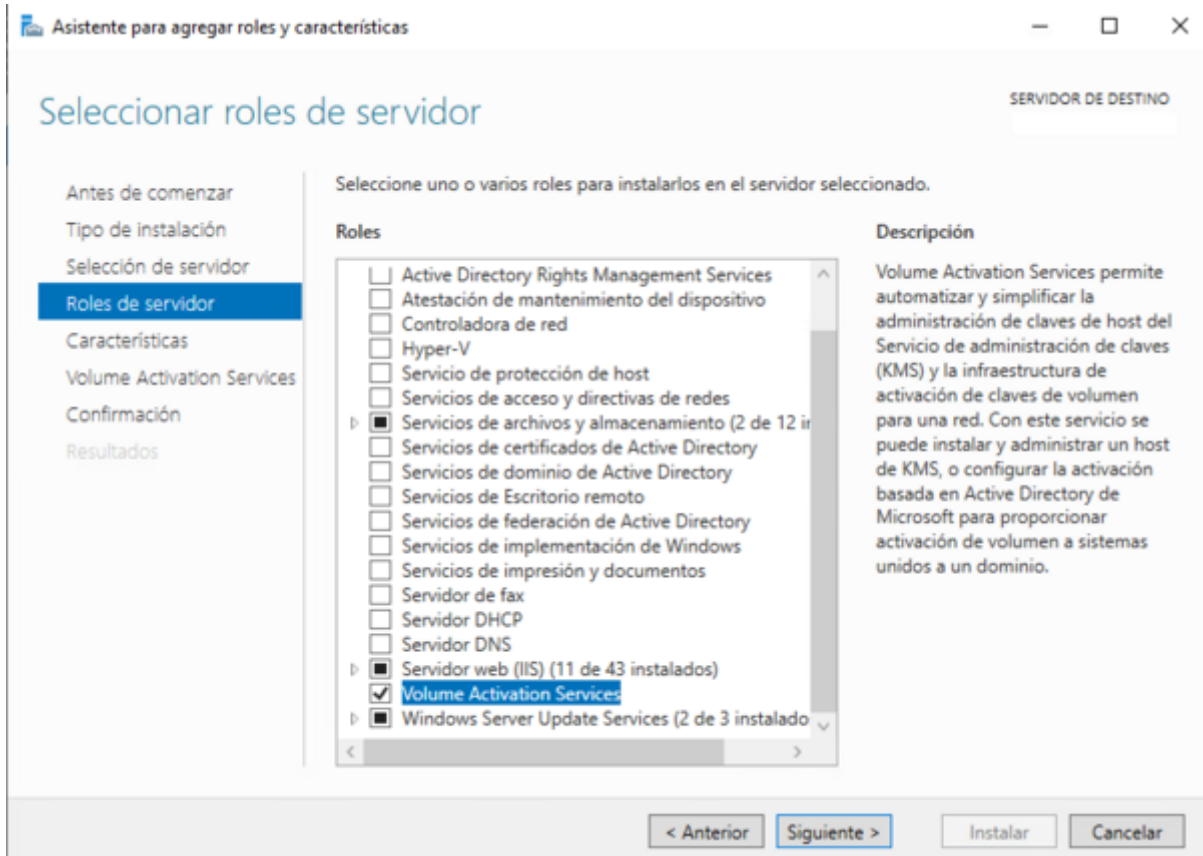 Asistente para agregar roles y características
Seleccionar roles de servidor
SERVIDOR DE DESTINO
Antes de comenzar
Tipo de instalación
Selección de servidor
Roles de servidor
Características
Volume Activation Services
Confirmación
Resultados
Seleccione uno o varios roles para instalarlos en el servidor seleccionado.
Roles
Active Directory Rights Management Services
Atestación de mantenimiento del dispositivo
Controladora de red
Hyper-V
Servicio de protección de host
Servicios de acceso y directivas de redes
Servicios de archivos y almacenamiento (2 de 12 ir
Servicios de certificados de Active Directory
Servicios de dominio de Active Directory
Servicios de Escritorio remoto
Servicios de federación de Active Directory
Servicios de implementación de Windows
Servicios de impresión y documentos
Servidor de fax
Servidor DHCP
Servidor DNS
Servidor web (IIS) (11 de 43 instalados)
Volume Activation Services
Windows Server Update Services (2 de 3 instalado
Descripción
Volume Activation Services permite
automatizar y simplificar la
administración de claves de host del
Servicio de administración de claves
(KMS) y la infraestructura de
activación de claves de volumen
para una red. Con este servicio se
puede instalar y administrar un host
de KMS, o configurar la activación
basada en Active Directory de
Microsoft para proporcionar
activación de volumen a sistemas
unidos a un dominio.
< Anterior
Siguiente >
Instalar
Cancelar